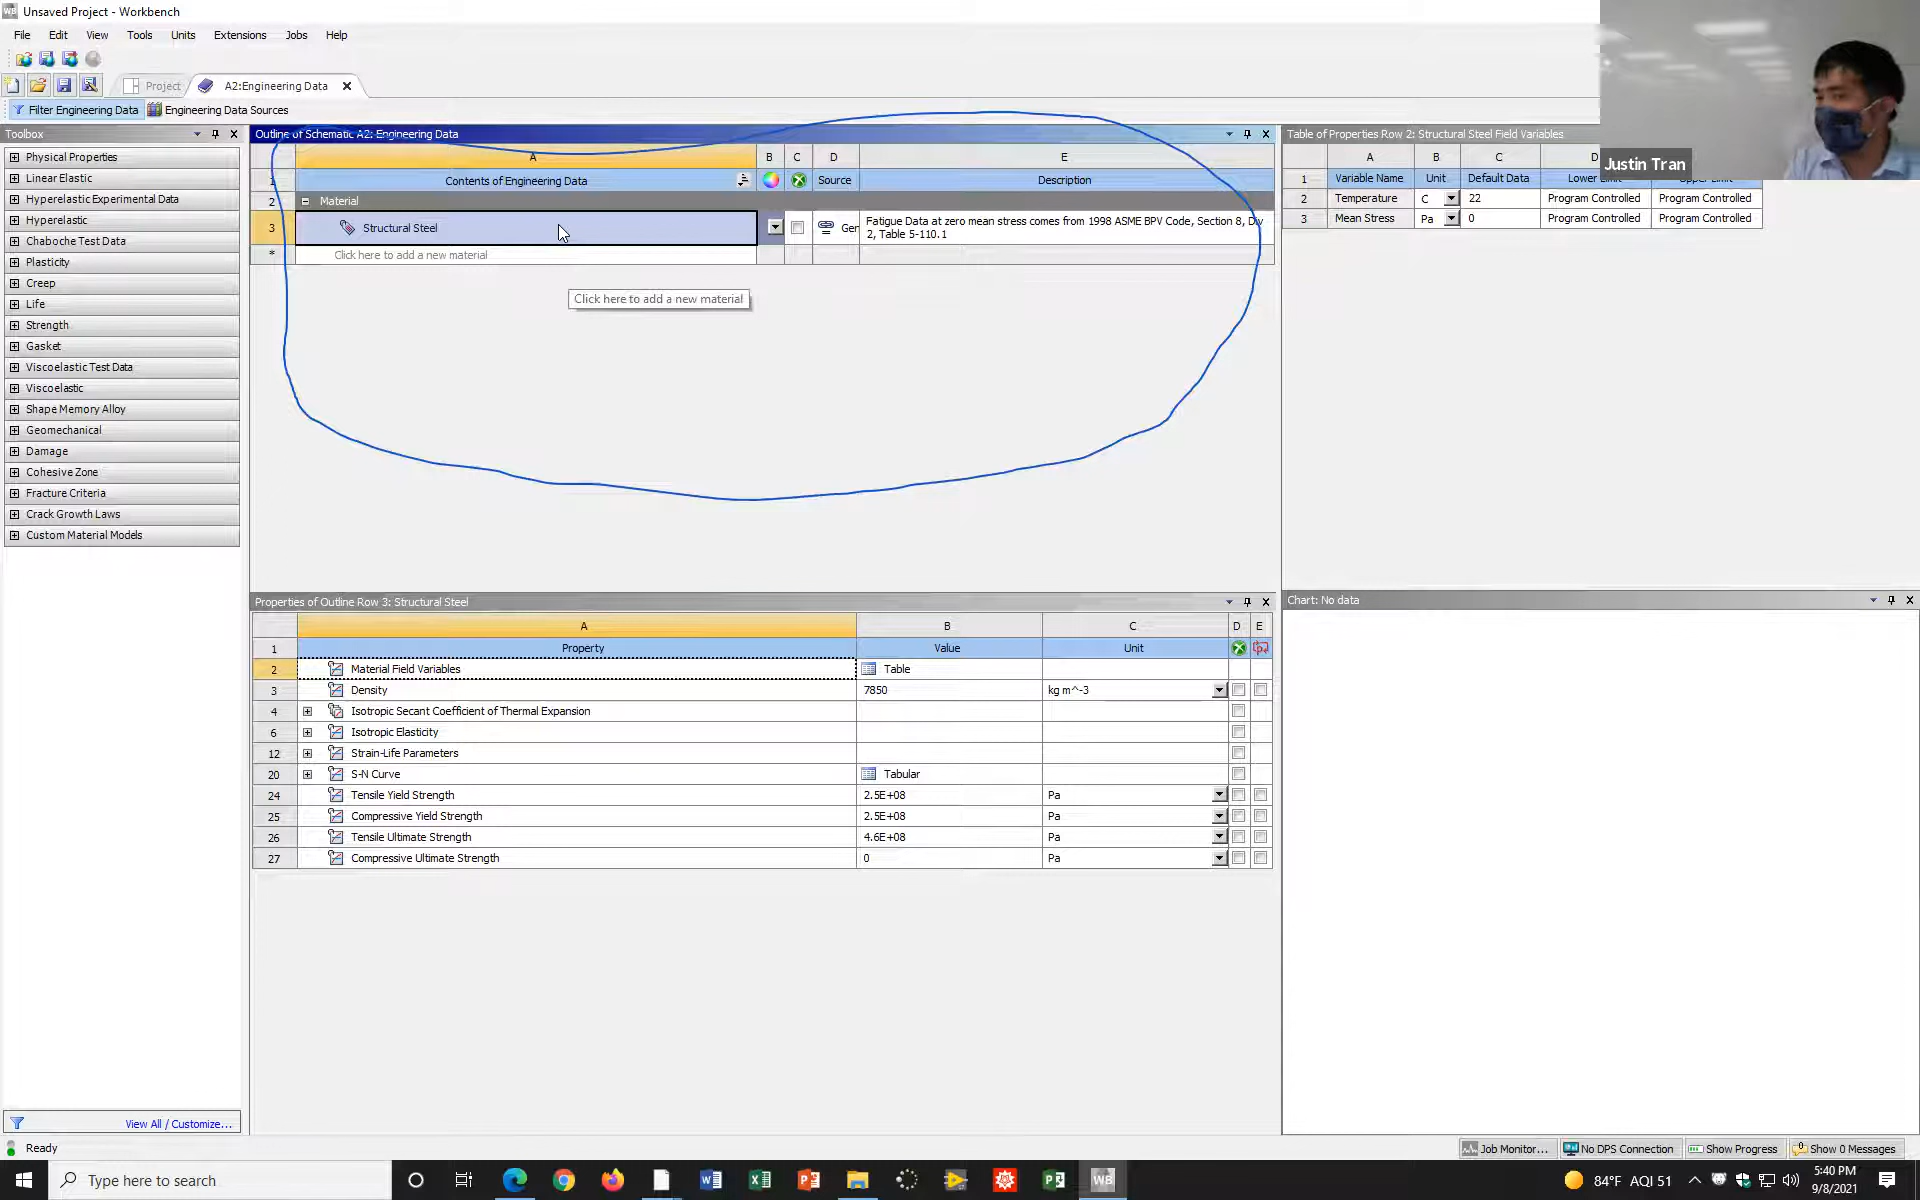 Unsaved Project - Workbench
File Edit View Tools Units Extensions Jobs Help
Project A2:Engineering Data
Filter Engineering Data Engineering Data Sources
Toolbox
Physical Properties
Linear Elastic
Hyperelastic Experimental Data
Hyperelastic
Chaboche Test Data
Plasticity
Creep
Life
Strength
Gasket
Viscoelastic Test Data
Viscoelastic
Shape Memory Alloy
Geomechanical
Damage
Cohesive Zone
Fracture Criteria
Crack Growth Laws
Custom Material Models
View All / Customize...
Outline of Schematic A2: Engineering Data
A B C D E
1 Contents of Engineering Data Source Description
2 Material
3 Structural Steel Ger Fatigue Data at zero mean stress comes from 1998 ASME BPV Code, Section 8, Div
2, Table 5-110.1
* Click here to add a new material
Click here to add a new material
Table of Properties Row 2: Structural Steel Field Variables
A B C D
1 Variable Name Unit Default Data Lower Limit Upper Limit
2 Temperature C 22 Program Controlled Program Controlled
3 Mean Stress Pa 0 Program Controlled Program Controlled
Justin Tran
Properties of Outline Row 3: Structural Steel
A B C D E
1 Property Value Unit
2 Material Field Variables Table
3 Density 7850 kg m^-3
4 Isotropic Secant Coefficient of Thermal Expansion
6 Isotropic Elasticity
12 Strain-Life Parameters
20 S-N Curve Tabular
24 Tensile Yield Strength 2.5E+08 Pa
25 Compressive Yield Strength 2.5E+08 Pa
26 Tensile Ultimate Strength 4.6E+08 Pa
27 Compressive Ultimate Strength 0 Pa
Chart: No data
Ready
Job Monitor... No DPS Connection Show Progress Show 0 Messages
Type here to search
WB
84°F AQI 51
5:40 PM
9/8/2021